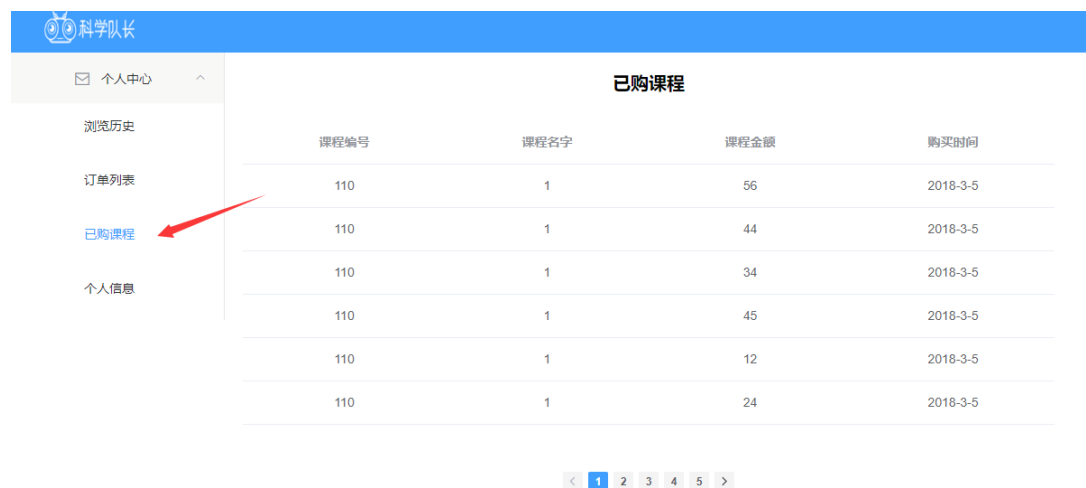 科学队长
个人中心
浏览历史
订单列表
已购课程
个人信息
已购课程
课程编号 课程名字 课程金额 购买时间
110 1 56 2018-3-5
110 1 44 2018-3-5
110 1 34 2018-3-5
110 1 45 2018-3-5
110 1 12 2018-3-5
110 1 24 2018-3-5
< 1 2 3 4 5 >